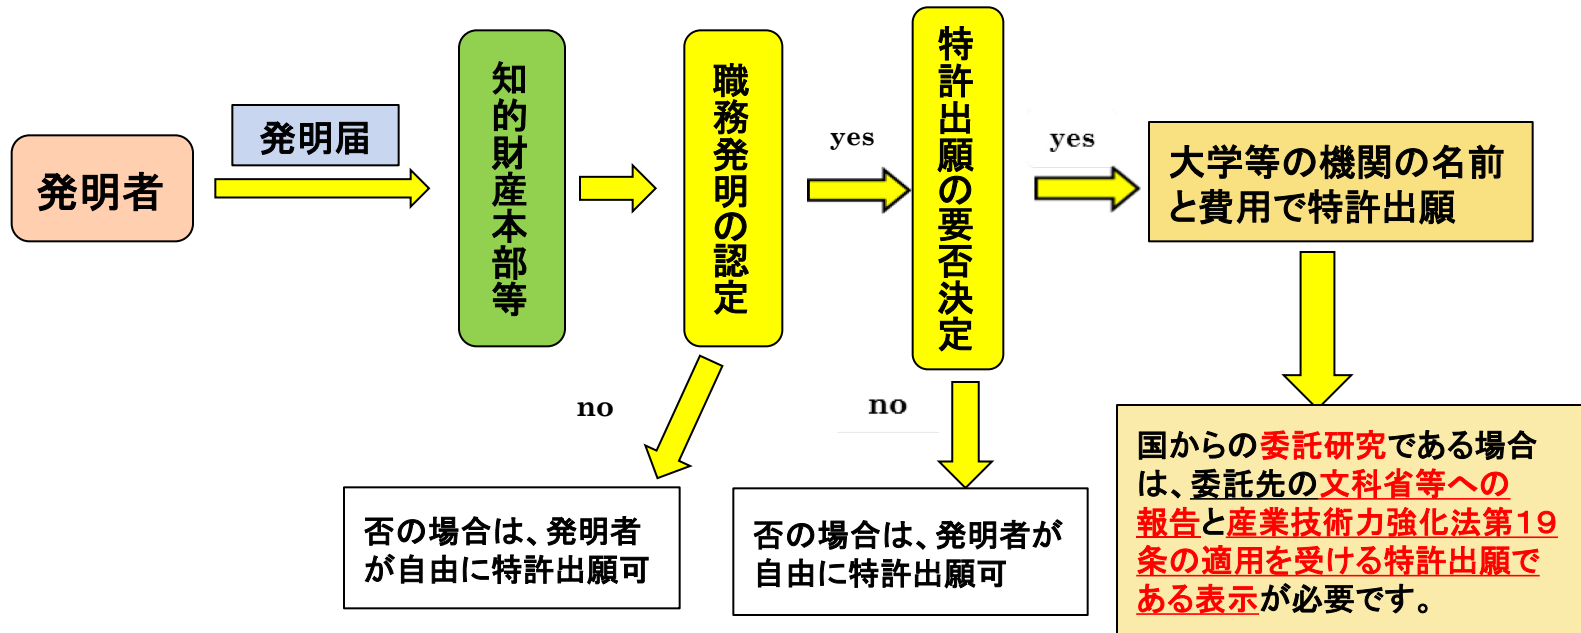 発明者
発明届
知的財産本部等
職務発明の認定
yes
特許出願の要否決定
yes
大学等の機関の名前
と費用で特許出願
no
否の場合は、発明者
が自由に特許出願可
no
否の場合は、発明者が
自由に特許出願可
国からの委託研究である場合
は、委託先の文科省等への
報告と産業技術力強化法第19
条の適用を受ける特許出願で
ある表示が必要です。